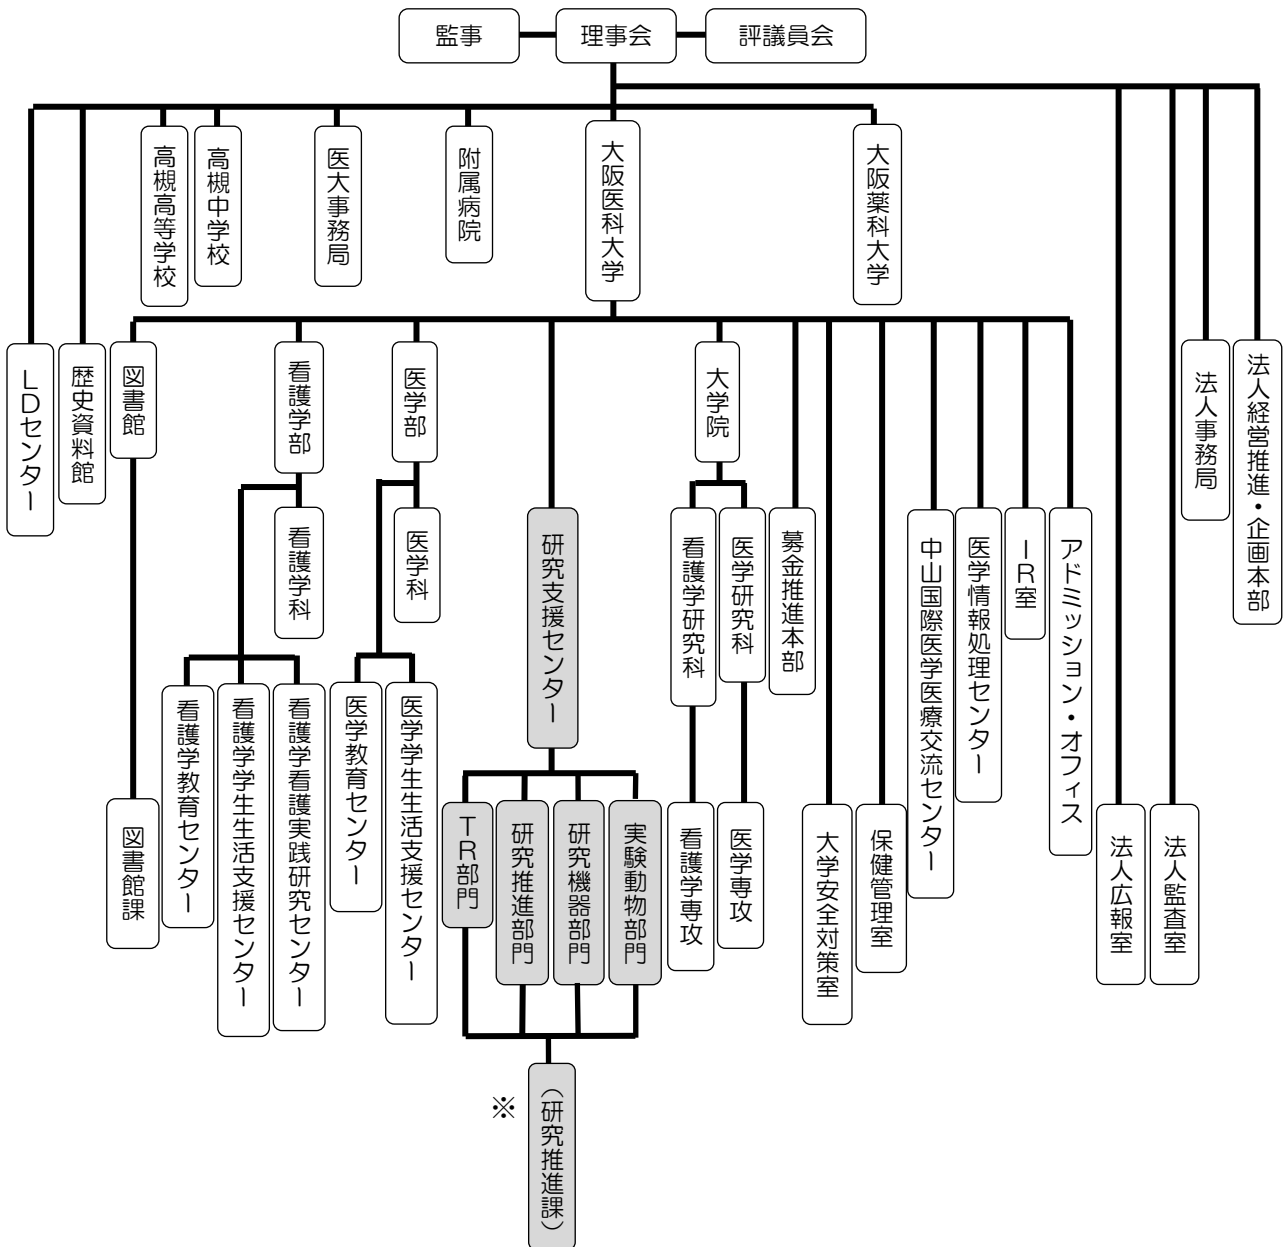 監事
理事会
評議員会
高槻高等学校
高槻中学校
医大事務局
附属病院
大阪医科大学
大阪薬科大学
LDセンター
歴史資料館
図書館
看護学部
医学部
大学院
法人事務局
法人経営推進・企画本部
看護学科
医学科
研究支援センター
看護学研究科
医学研究科
募金推進本部
中山国際医学医療交流センター
医学情報処理センター
IR室
アドミッション・オフィス
図書館課
看護学教育センター
看護学学生生活支援センター
看護学看護実践研究センター
医学教育センター
医学学生生活支援センター
TR部門
研究推進部門
研究機器部門
実験動物部門
看護学専攻
医学専攻
大学安全対策室
保健管理室
法人広報室
法人監査室
※
（研究推進課）